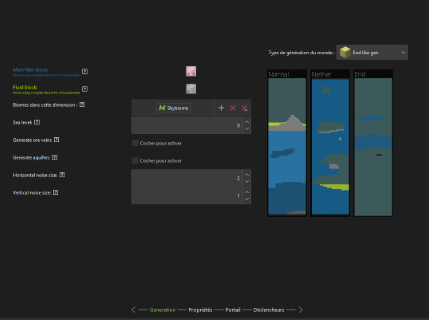 Type de génération du monde :
End like gen
Main filler block:
Fluid block:
Normal
Nether
End
Biomes dans cette dimension :
Skybiome
Sea level:
0
Generate ore veins
Cocher pour activer
Generate aquifers
Cocher pour activer
Horizontal noise size:
2
Vertical noise size:
1
Generation
Propriétés
Portail
Déclencheurs